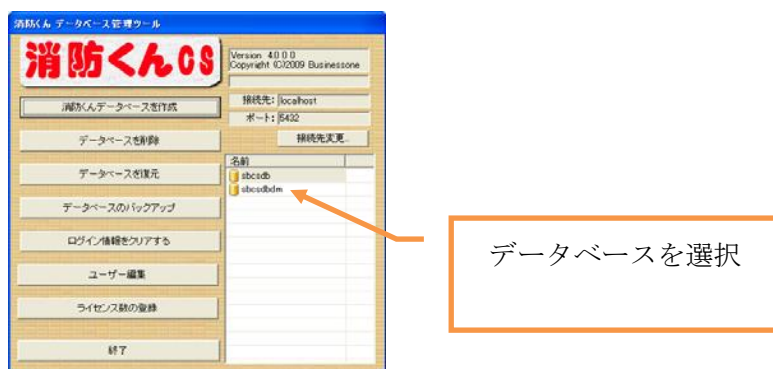 消防くん データベース管理ツール
消防くんCS
Version 4.0.0.0
Copyright (C)2009 Businessone
接続先: localhost
ポート: 5432
接続先変更...
消防くんデータベースを作成
データベースを削除
データベースを復元
データベースのバックアップ
ログイン情報をクリアする
ユーザー編集
ライセンス数の登録
終了
名前
sbcsdb
sbcsdbdm
データベースを選択